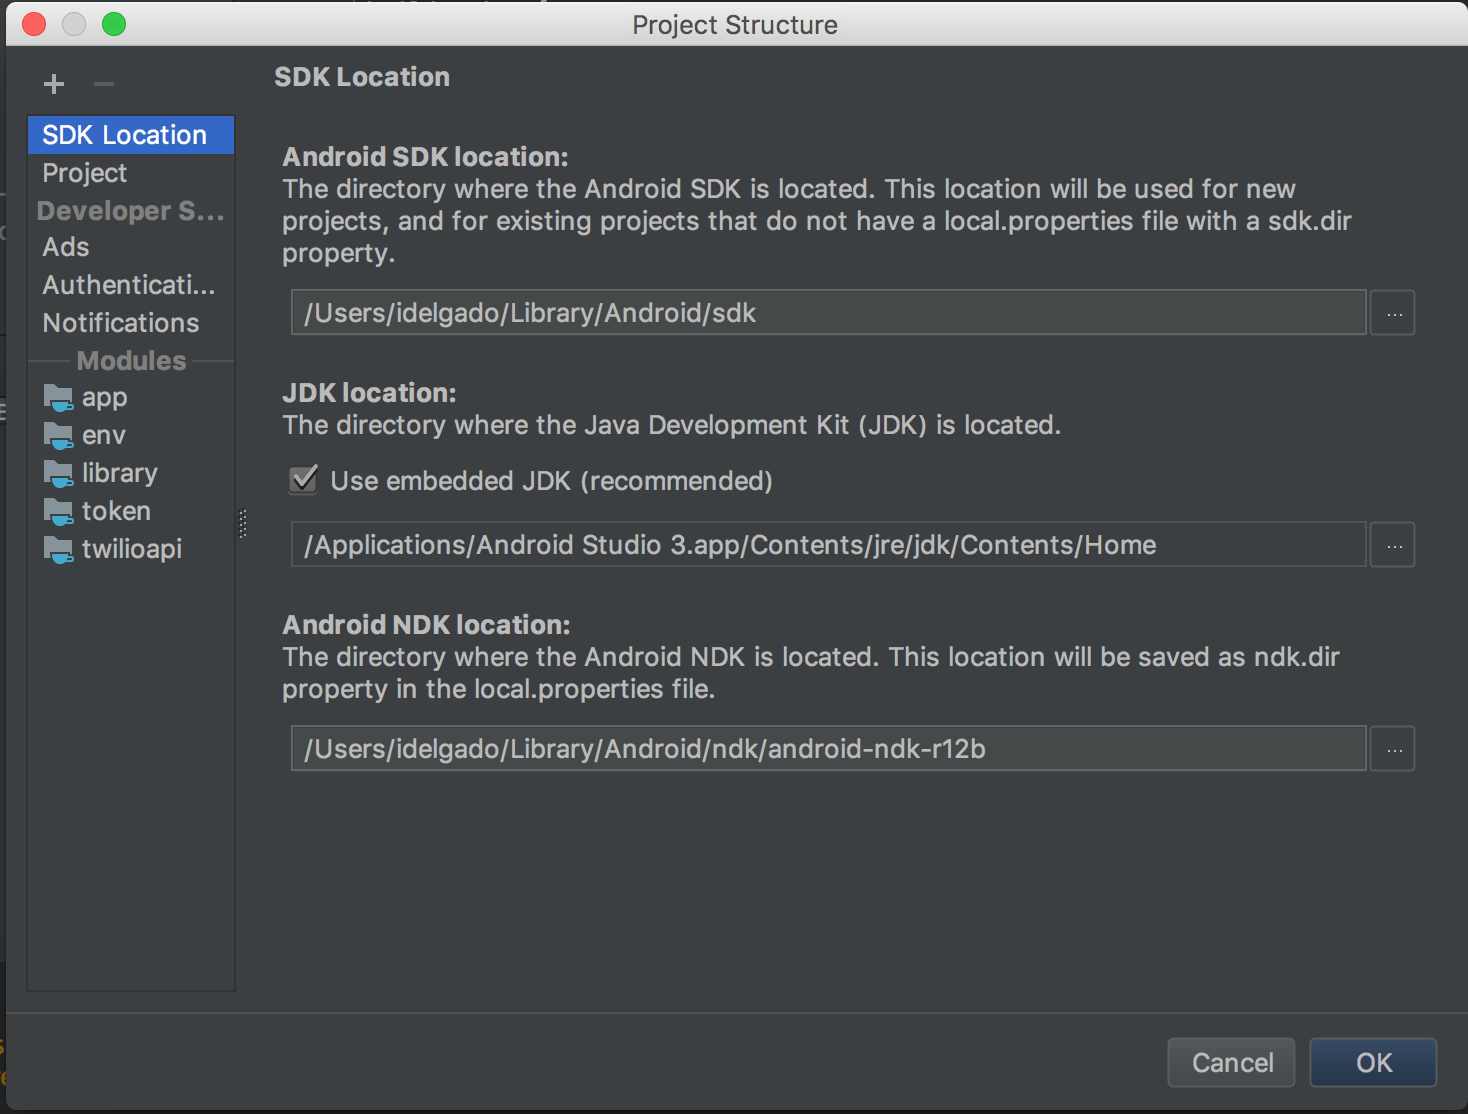 Project Structure
SDK Location
Project
Developer S...
Ads
Authenticati...
Notifications
Modules
app
env
library
token
twilioapi
SDK Location
Android SDK location:
The directory where the Android SDK is located. This location will be used for new
projects, and for existing projects that do not have a local.properties file with a sdk.dir
property.
/Users/idelgado/Library/Android/sdk
...
JDK location:
The directory where the Java Development Kit (JDK) is located.
Use embedded JDK (recommended)
/Applications/Android Studio 3.app/Contents/jre/jdk/Contents/Home
...
Android NDK location:
The directory where the Android NDK is located. This location will be saved as ndk.dir
property in the local.properties file.
/Users/idelgado/Library/Android/ndk/android-ndk-r12b
...
Cancel
OK